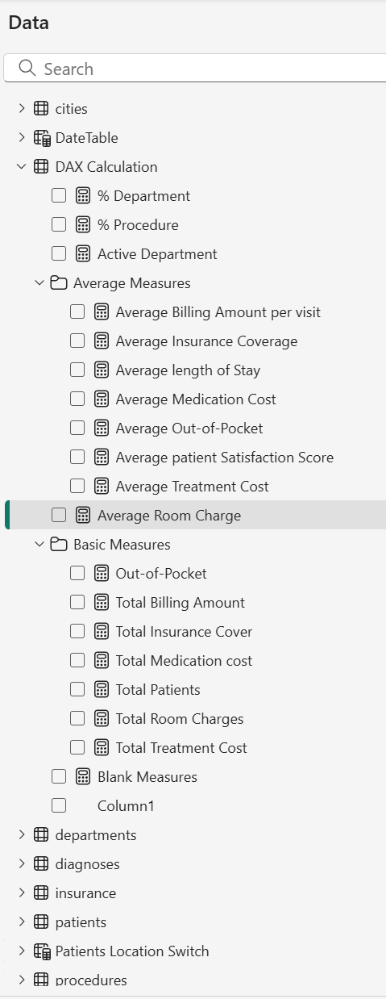 Data
Search
cities
DateTable
DAX Calculation
% Department
% Procedure
Active Department
Average Measures
Average Billing Amount per visit
Average Insurance Coverage
Average length of Stay
Average Medication Cost
Average Out-of-Pocket
Average patient Satisfaction Score
Average Treatment Cost
Average Room Charge
Basic Measures
Out-of-Pocket
Total Billing Amount
Total Insurance Cover
Total Medication cost
Total Patients
Total Room Charges
Total Treatment Cost
Blank Measures
Column1
departments
diagnoses
insurance
patients
Patients Location Switch
procedures